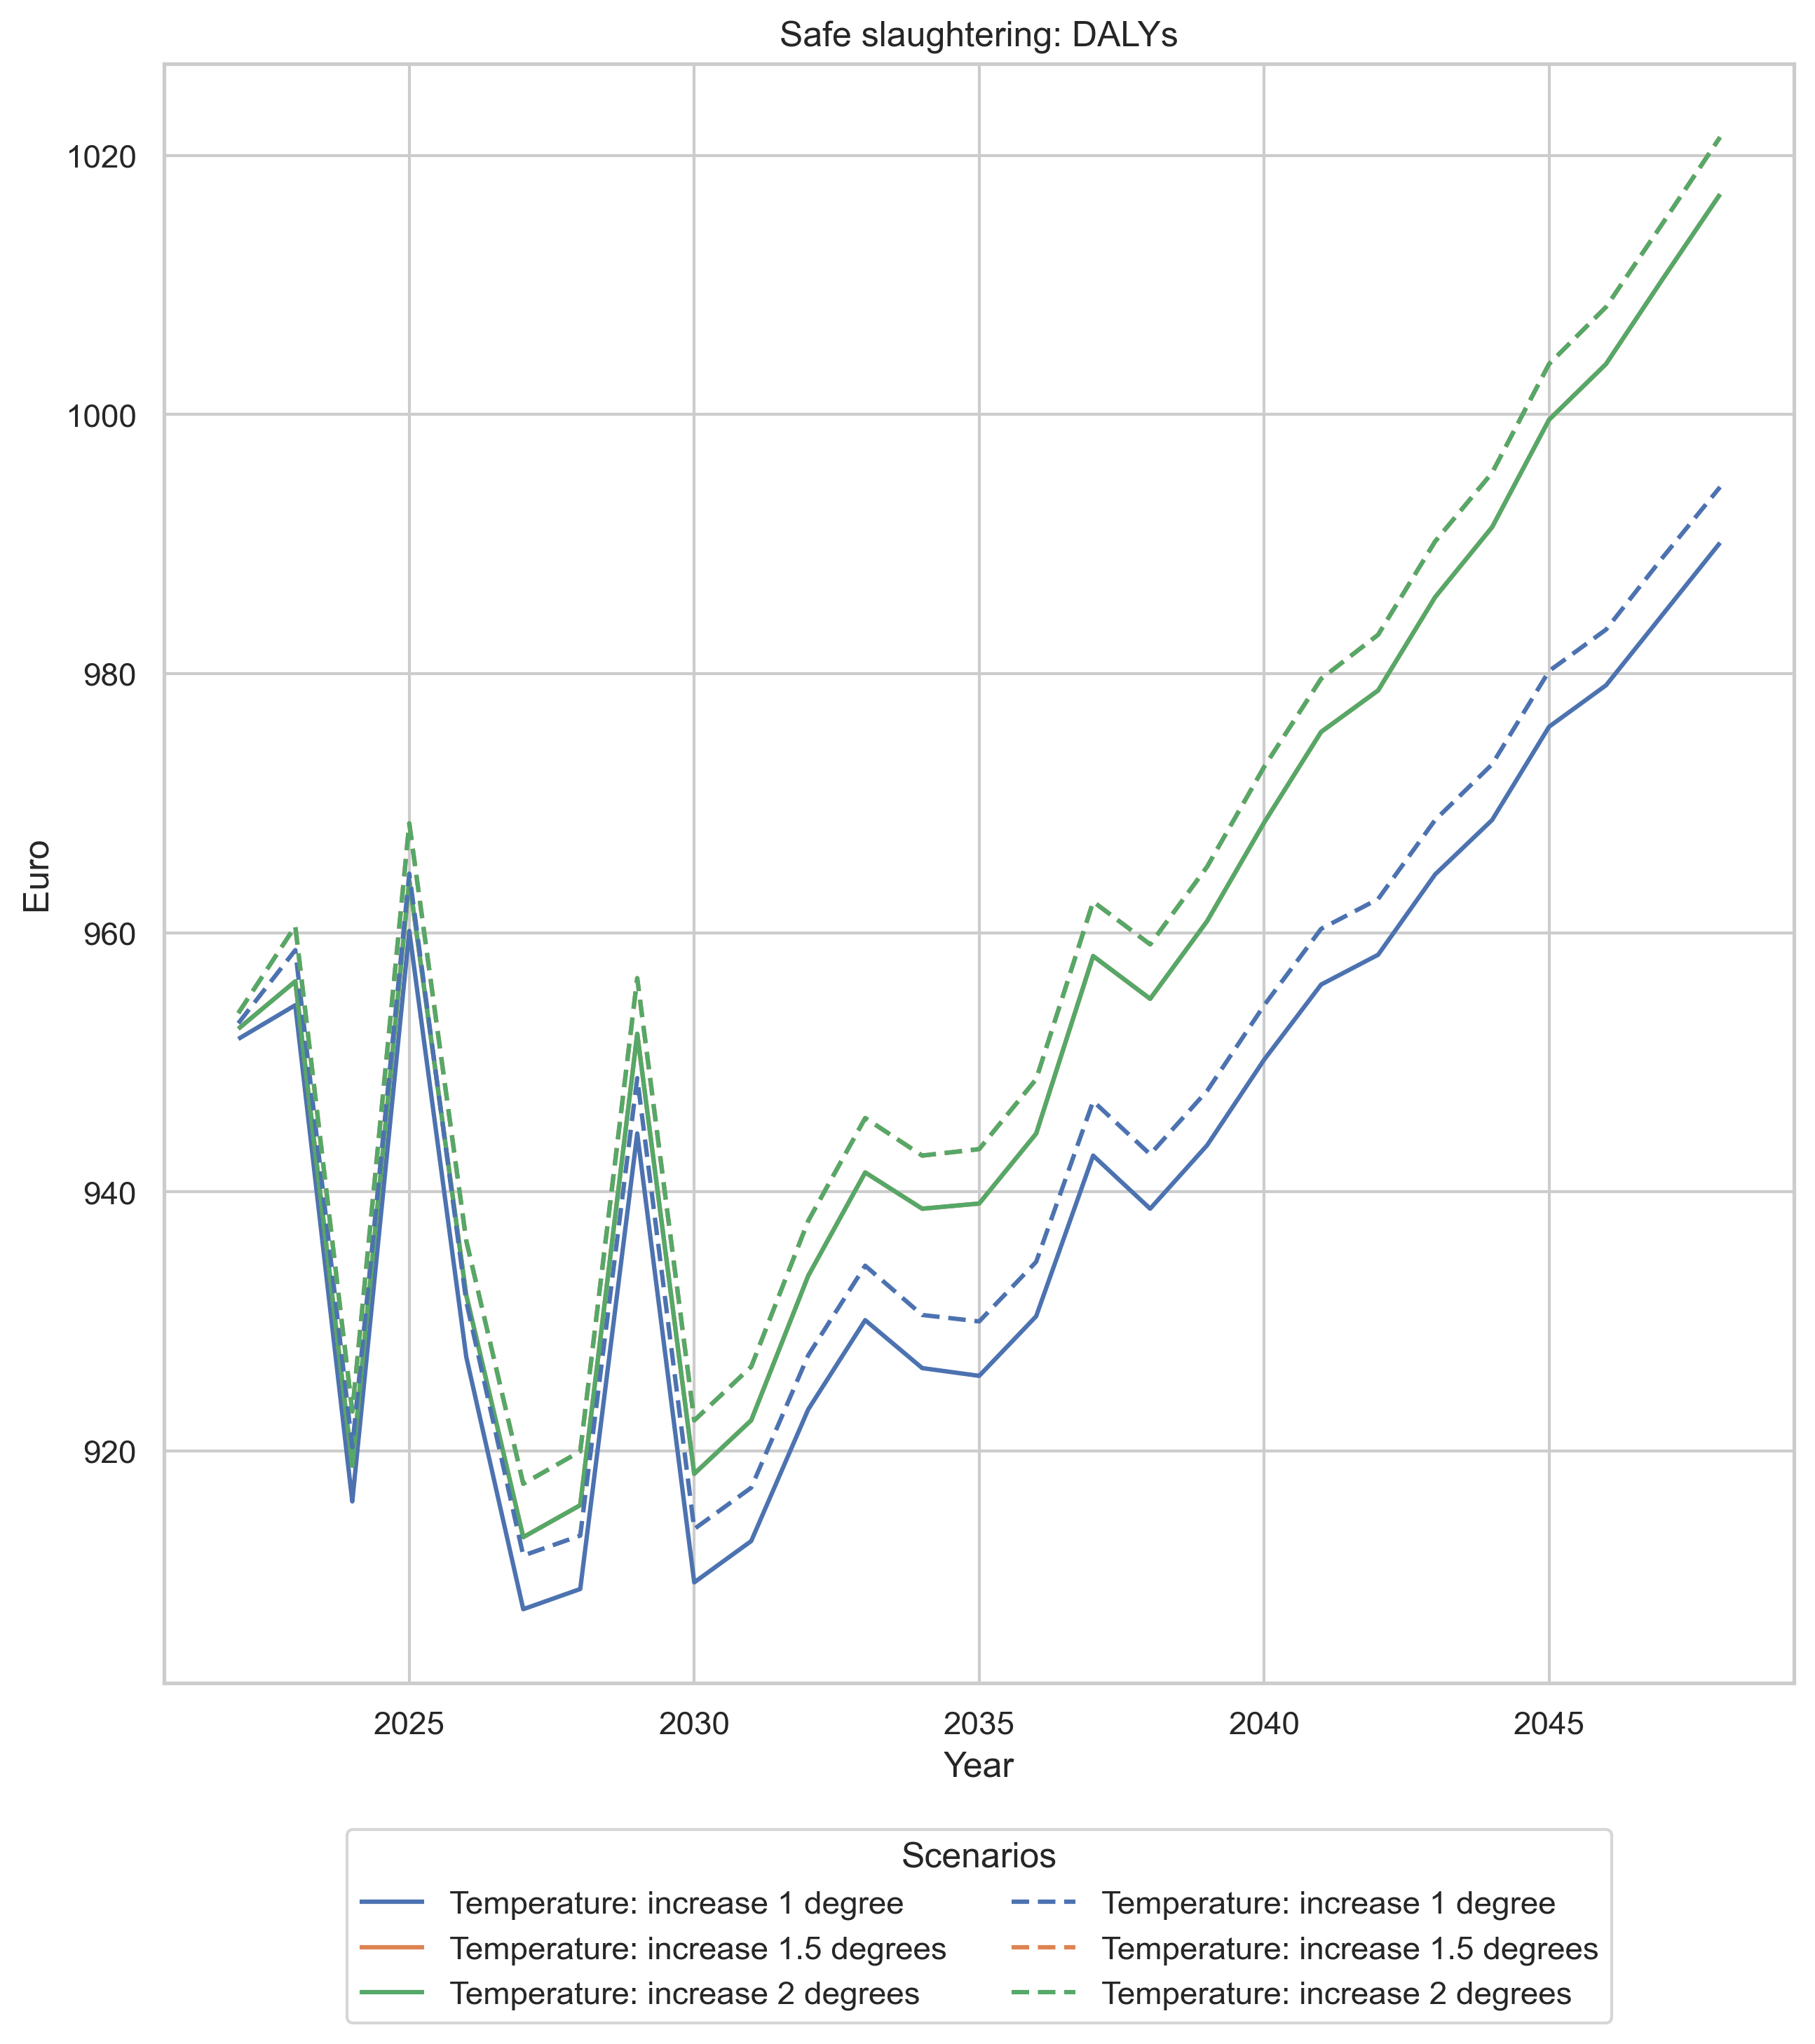 Safe slaughtering: DALYs
1020
1000
980
960
940
920
Euro
2025 2030 2035 2040 2045
Year
Scenarios
Temperature: increase 1 degree Temperature: increase 1 degree
Temperature: increase 1.5 degrees Temperature: increase 1.5 degrees
Temperature: increase 2 degrees Temperature: increase 2 degrees